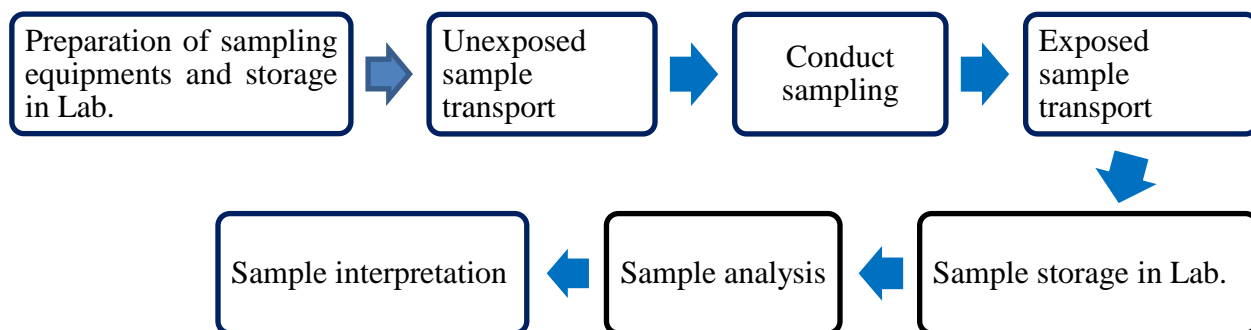 Preparation of sampling
equipments and storage
in Lab.
Unexposed
sample
transport
Conduct
sampling
Exposed
sample
transport
Sample storage in Lab.
Sample analysis
Sample interpretation